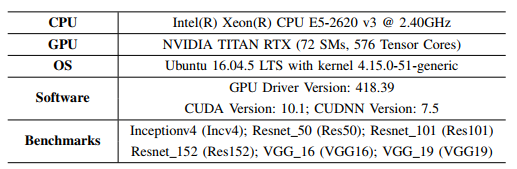 CPU Intel(R) Xeon(R) CPU E5-2620 v3 @ 2.40GHz
GPU NVIDIA TITAN RTX (72 SMs, 576 Tensor Cores)
OS Ubuntu 16.04.5 LTS with kernel 4.15.0-51-generic
Software GPU Driver Version: 418.39
CUDA Version: 10.1; CUDNN Version: 7.5
Benchmarks Inceptionv4 (Incv4); Resnet_50 (Res50); Resnet_101 (Res101)
Resnet_152 (Res152); VGG_16 (VGG16); VGG_19 (VGG19)